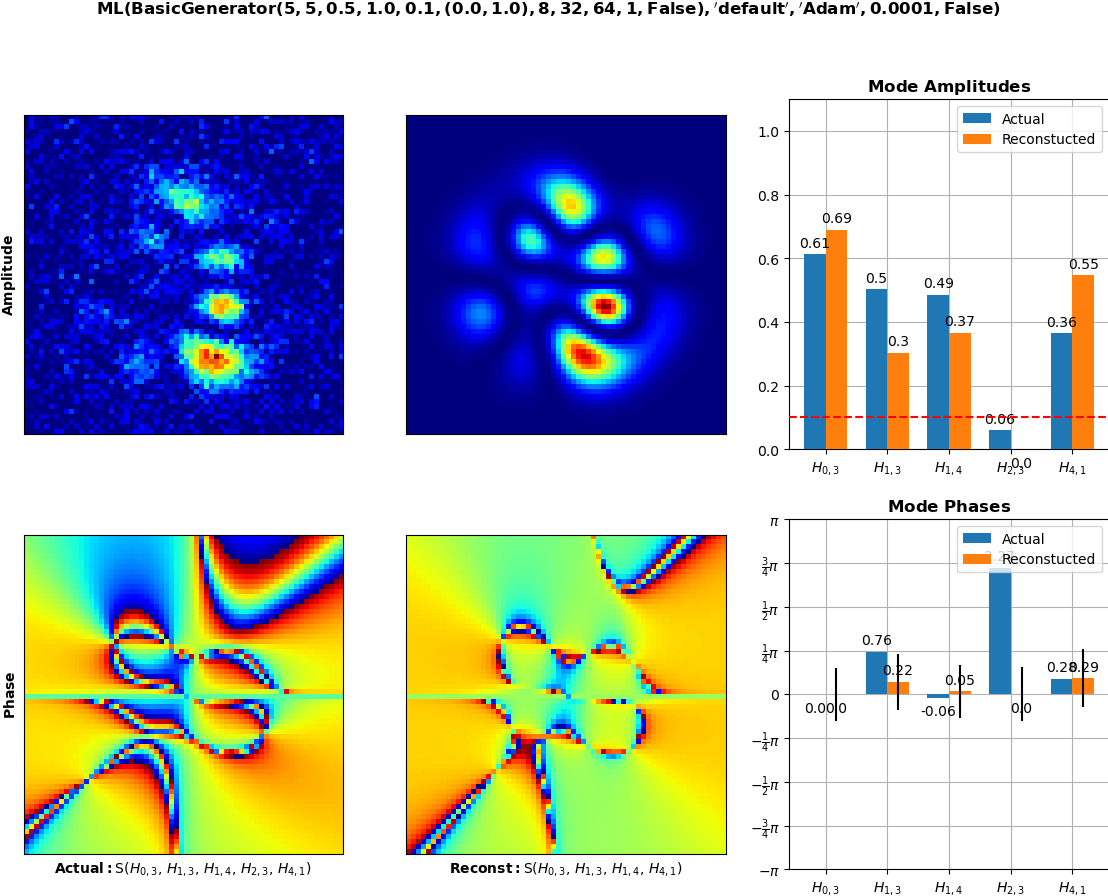 ML(BasicGenerator(5, 5, 0.5, 1.0, 0.1, (0.0, 1.0), 8, 32, 64, 1, False), ′default′, ′Adam′, 0.0001, False)
Amplitude
Mode Amplitudes
Actual
Reconstucted
1.0
0.8
0.6
0.4
0.2
0.0
0.61
0.69
0.5
0.3
0.49
0.37
0.06
0.0
0.36
0.55
H0,3
H1,3
H1,4
H2,3
H4,1
Phase
Actual: S(H0,3, H1,3, H1,4, H2,3, H4,1)
Reconst: S(H0,3, H1,3, H1,4, H4,1)
Mode Phases
Actual
Reconstucted
π
3/4π
1/2π
1/4π
0
−1/4π
−1/2π
−3/4π
−π
0.76
0.22
-0.06
0.05
0.0
0.28
0.29
H0,3
H1,3
H1,4
H2,3
H4,1